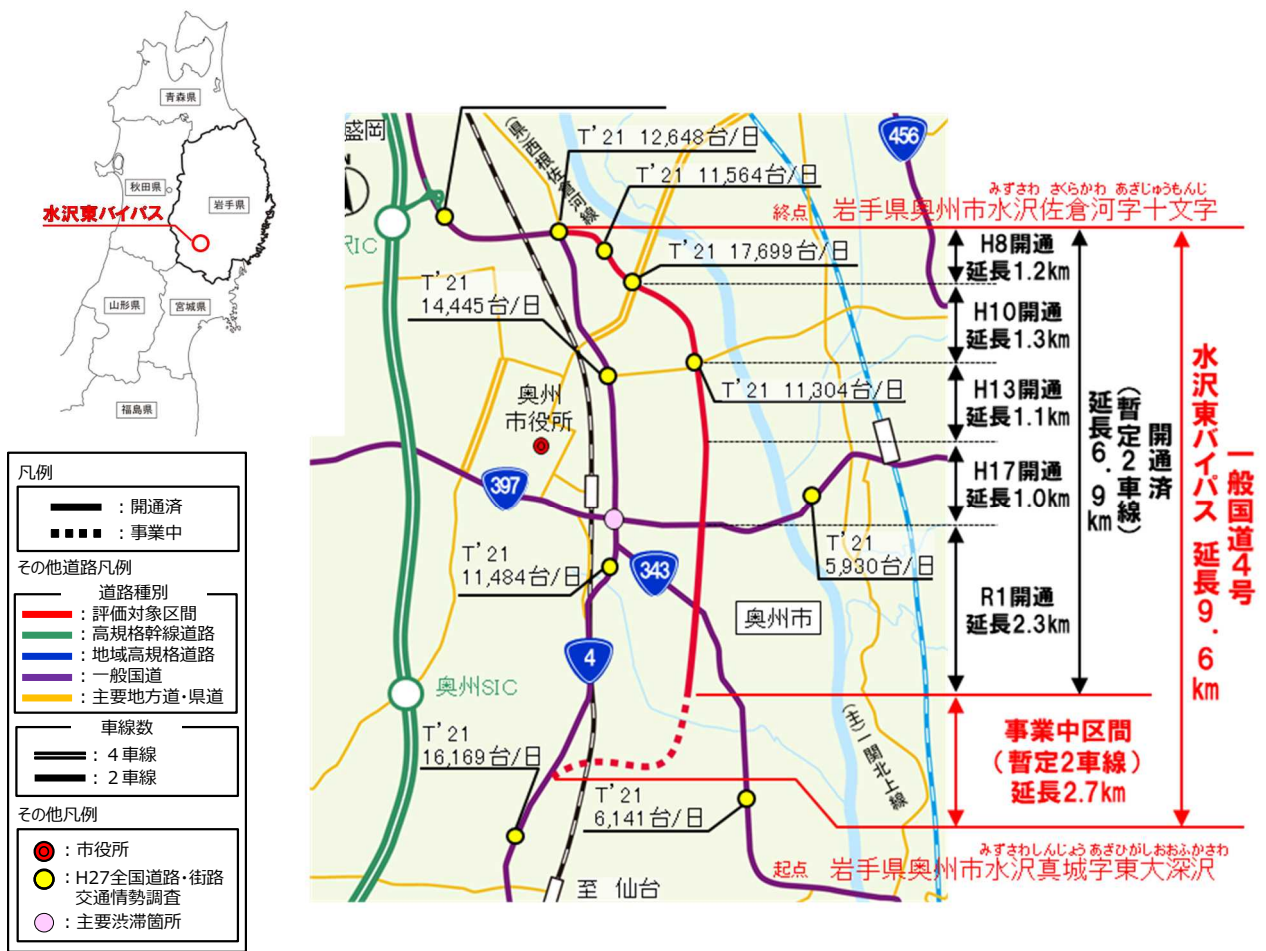 青森県
秋田県
岩手県
水沢東バイパス
山形県
宮城県
福島県
凡例
：開通済
：事業中
その他道路凡例
道路種別
：評価対象区間
：高規格幹線道路
：地域高規格道路
：一般国道
：主要地方道・県道
車線数
：４車線
：２車線
その他凡例
：市役所
：H27全国道路・街路
交通情勢調査
：主要渋滞箇所
盛岡
N
(県)西根佐倉河線
T’21 12,648台/日
T’21 11,564台/日
456
IC
T’21 17,699台/日
T’21
14,445台/日
T’21 11,304台/日
奥州
市役所
397
T’21
11,484台/日
343
T’21
5,930台/日
奥州市
4
奥州SIC
T’21
16,169台/日
T’21
6,141台/日
(主)一関北上線
至 仙台
みずさわ さくらかわ あざじゅうもんじ
終点 岩手県奥州市水沢佐倉河字十文字
H8開通
延長1.2km
H10開通
延長1.3km
H13開通
延長1.1km
H17開通
延長1.0km
R1開通
延長2.3km
開通済
(暫定2車線)
延長6.9km
一般国道4号
水沢東バイパス 延長9.6km
事業中区間
(暫定2車線)
延長2.7km
みずさわしんじょう あざひがしおおふかさわ
起点 岩手県奥州市水沢真城字東大深沢